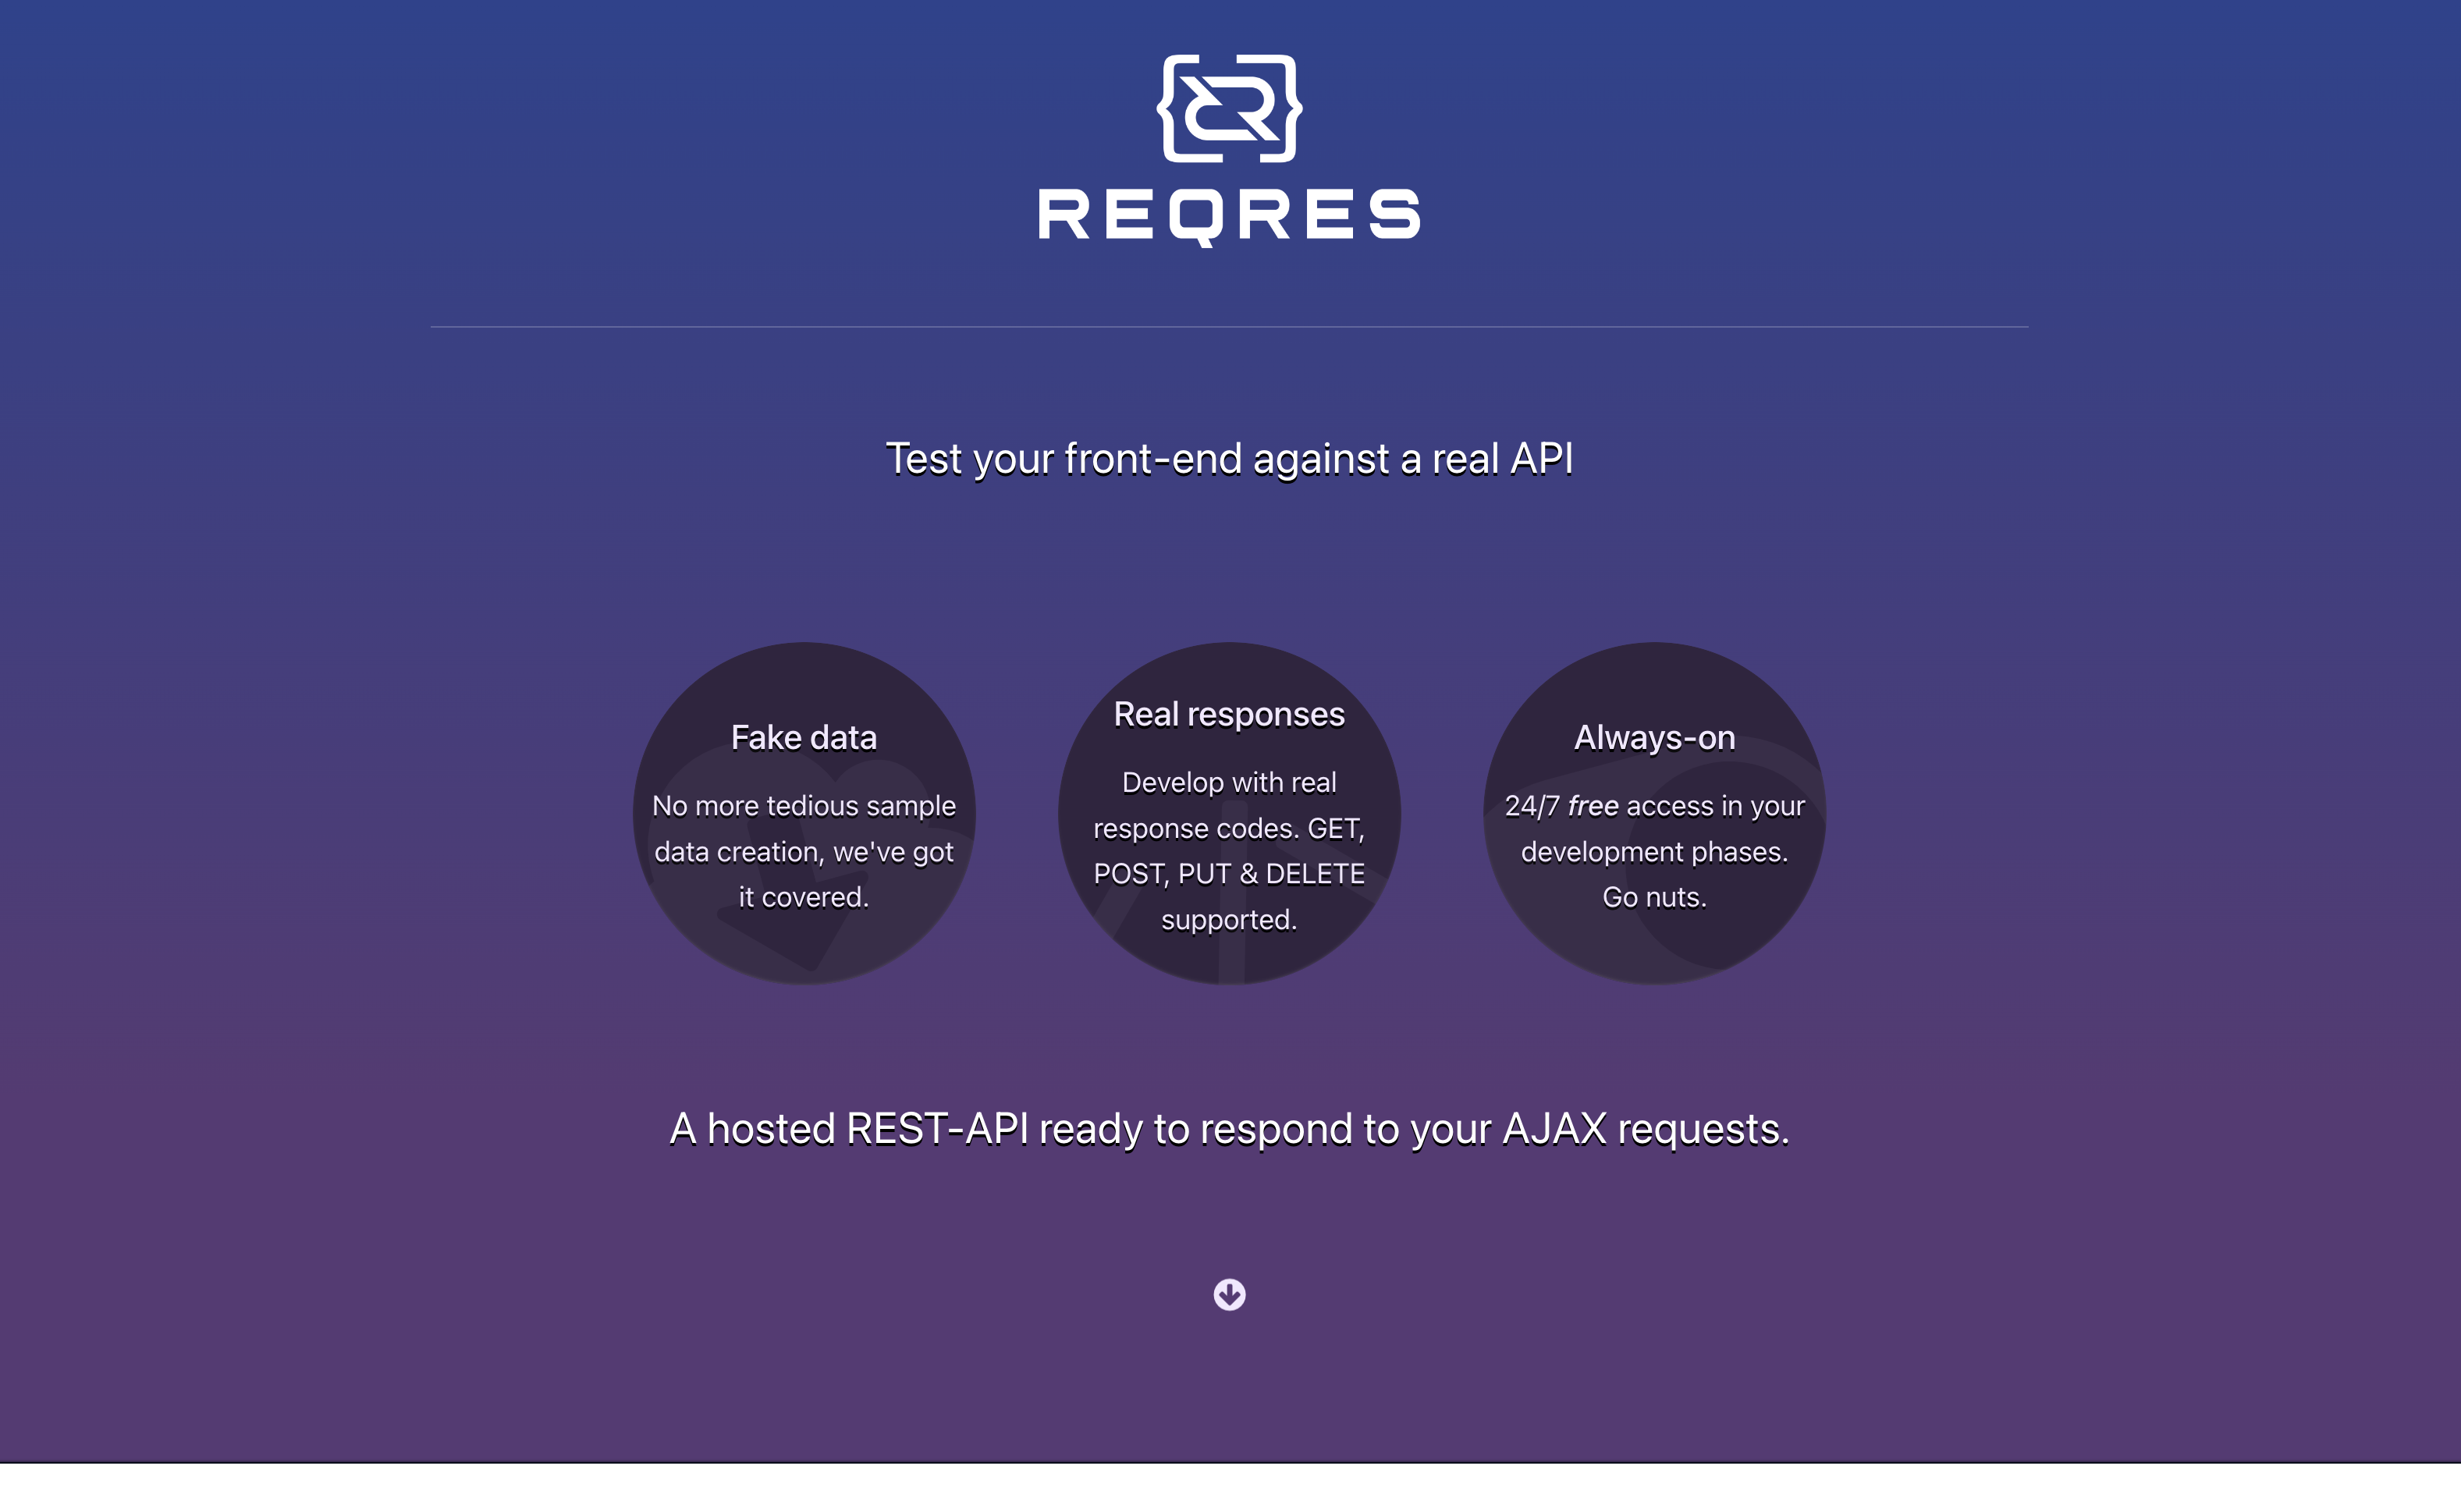 REQRES
Test your front-end against a real API
Fake data
No more tedious sample
data creation, we've got
it covered.
Real responses
Develop with real
response codes. GET,
POST, PUT & DELETE
supported.
Always-on
24/7 free access in your
development phases.
Go nuts.
A hosted REST-API ready to respond to your AJAX requests.